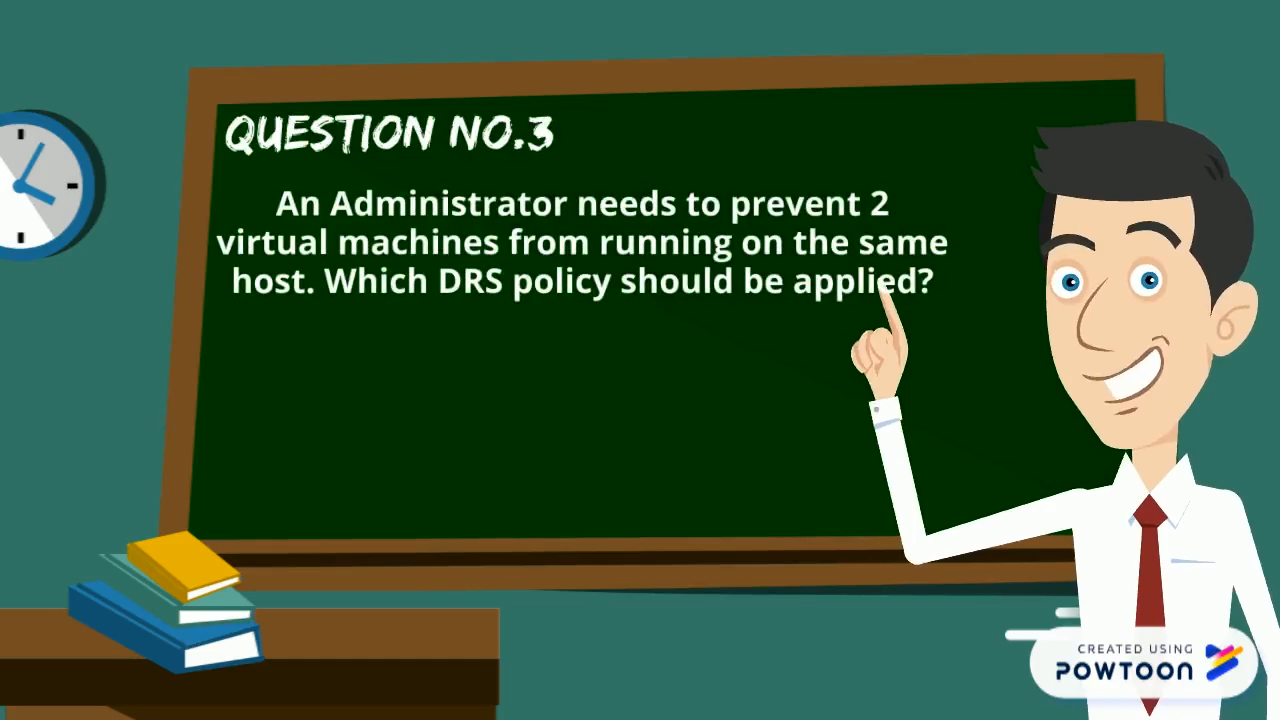 QUESTION NO.3
An Administrator needs to prevent 2
virtual machines from running on the same
host. Which DRS policy should be applied?
CREATED USING
POWTOON